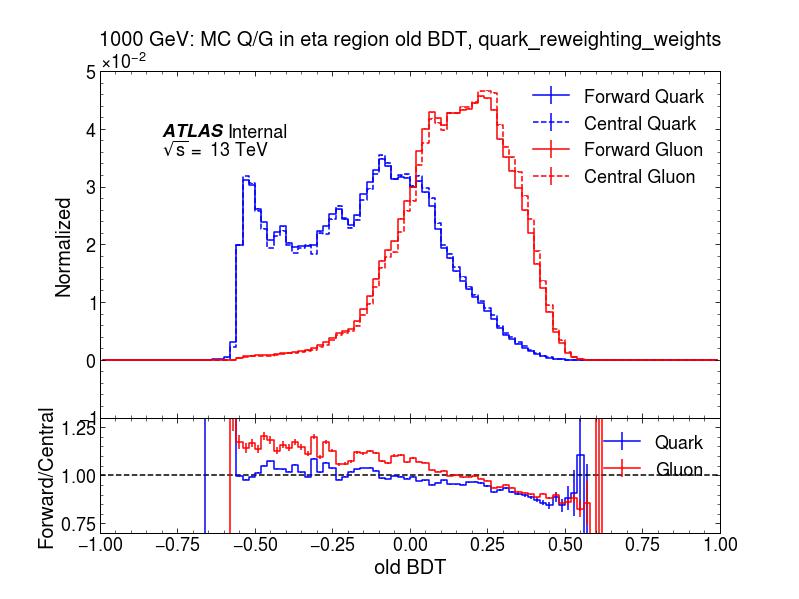 1000 GeV: MC Q/G in eta region old BDT, quark_reweighting_weights
×10⁻²
5
4
3
2
1
0
−1
Normalized
ATLAS Internal
√s = 13 TeV
Forward Quark
Central Quark
Forward Gluon
Central Gluon
Forward/Central
1.25
1.00
0.75
Quark
Gluon
−1.00 −0.75 −0.50 −0.25 0.00 0.25 0.50 0.75 1.00
old BDT